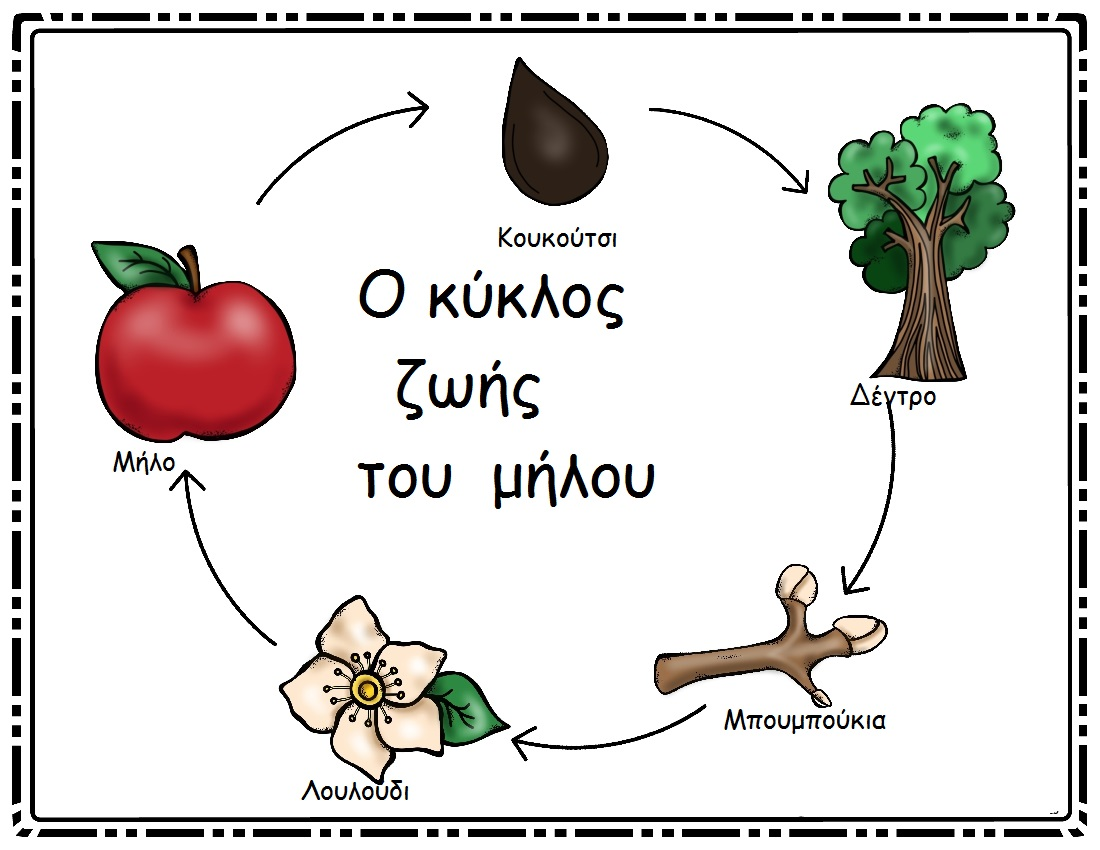 Κουκούτσι
Ο κύκλος
ζωής
του μήλου
Δέντρο
Μπουμπούκια
Λουλούδι
Μήλο